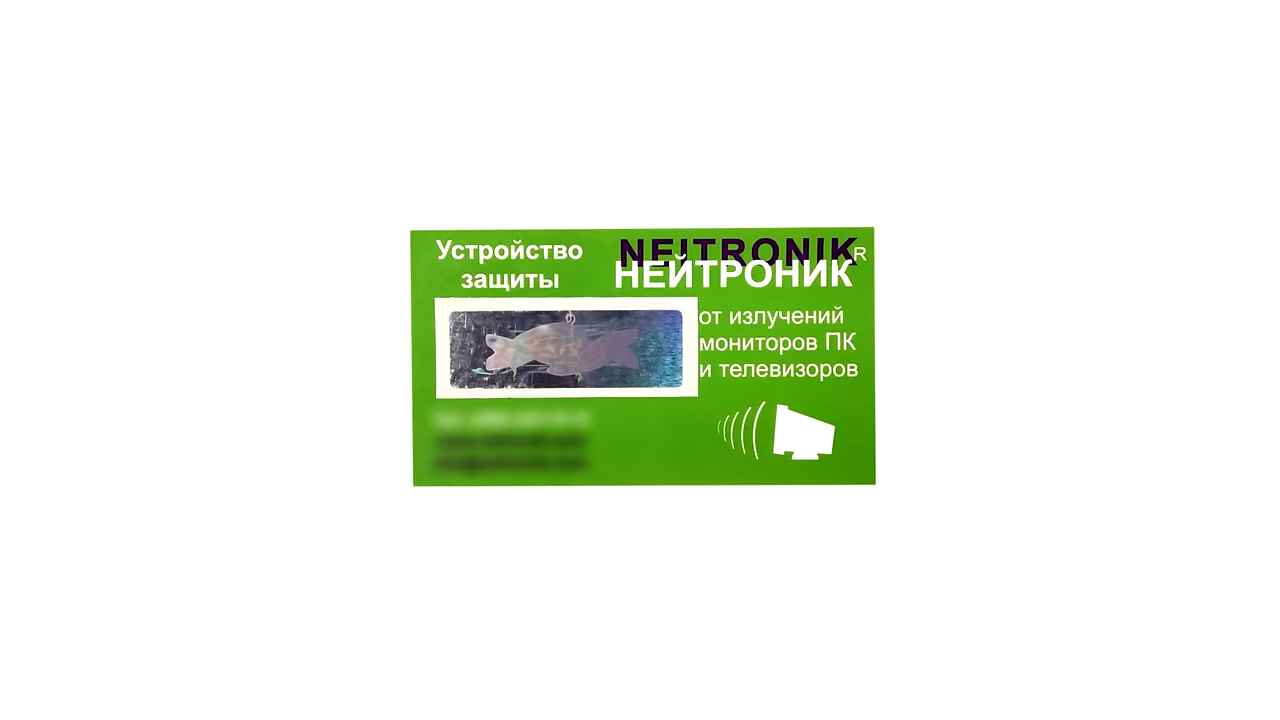 Устройство
защиты
NEITRONIK R
НЕЙТРОНИК
от излучений
мониторов ПК
и телевизоров